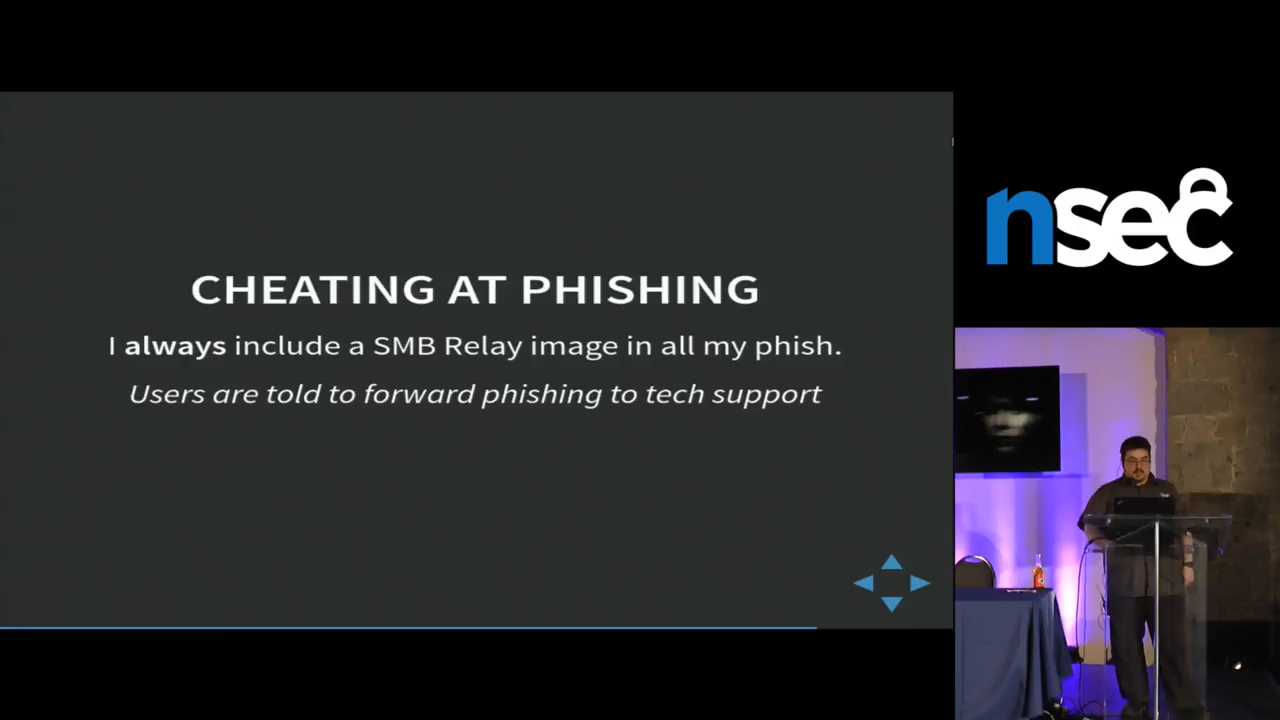 CHEATING AT PHISHING
I always include a SMB Relay image in all my phish.
Users are told to forward phishing to tech support
nsec